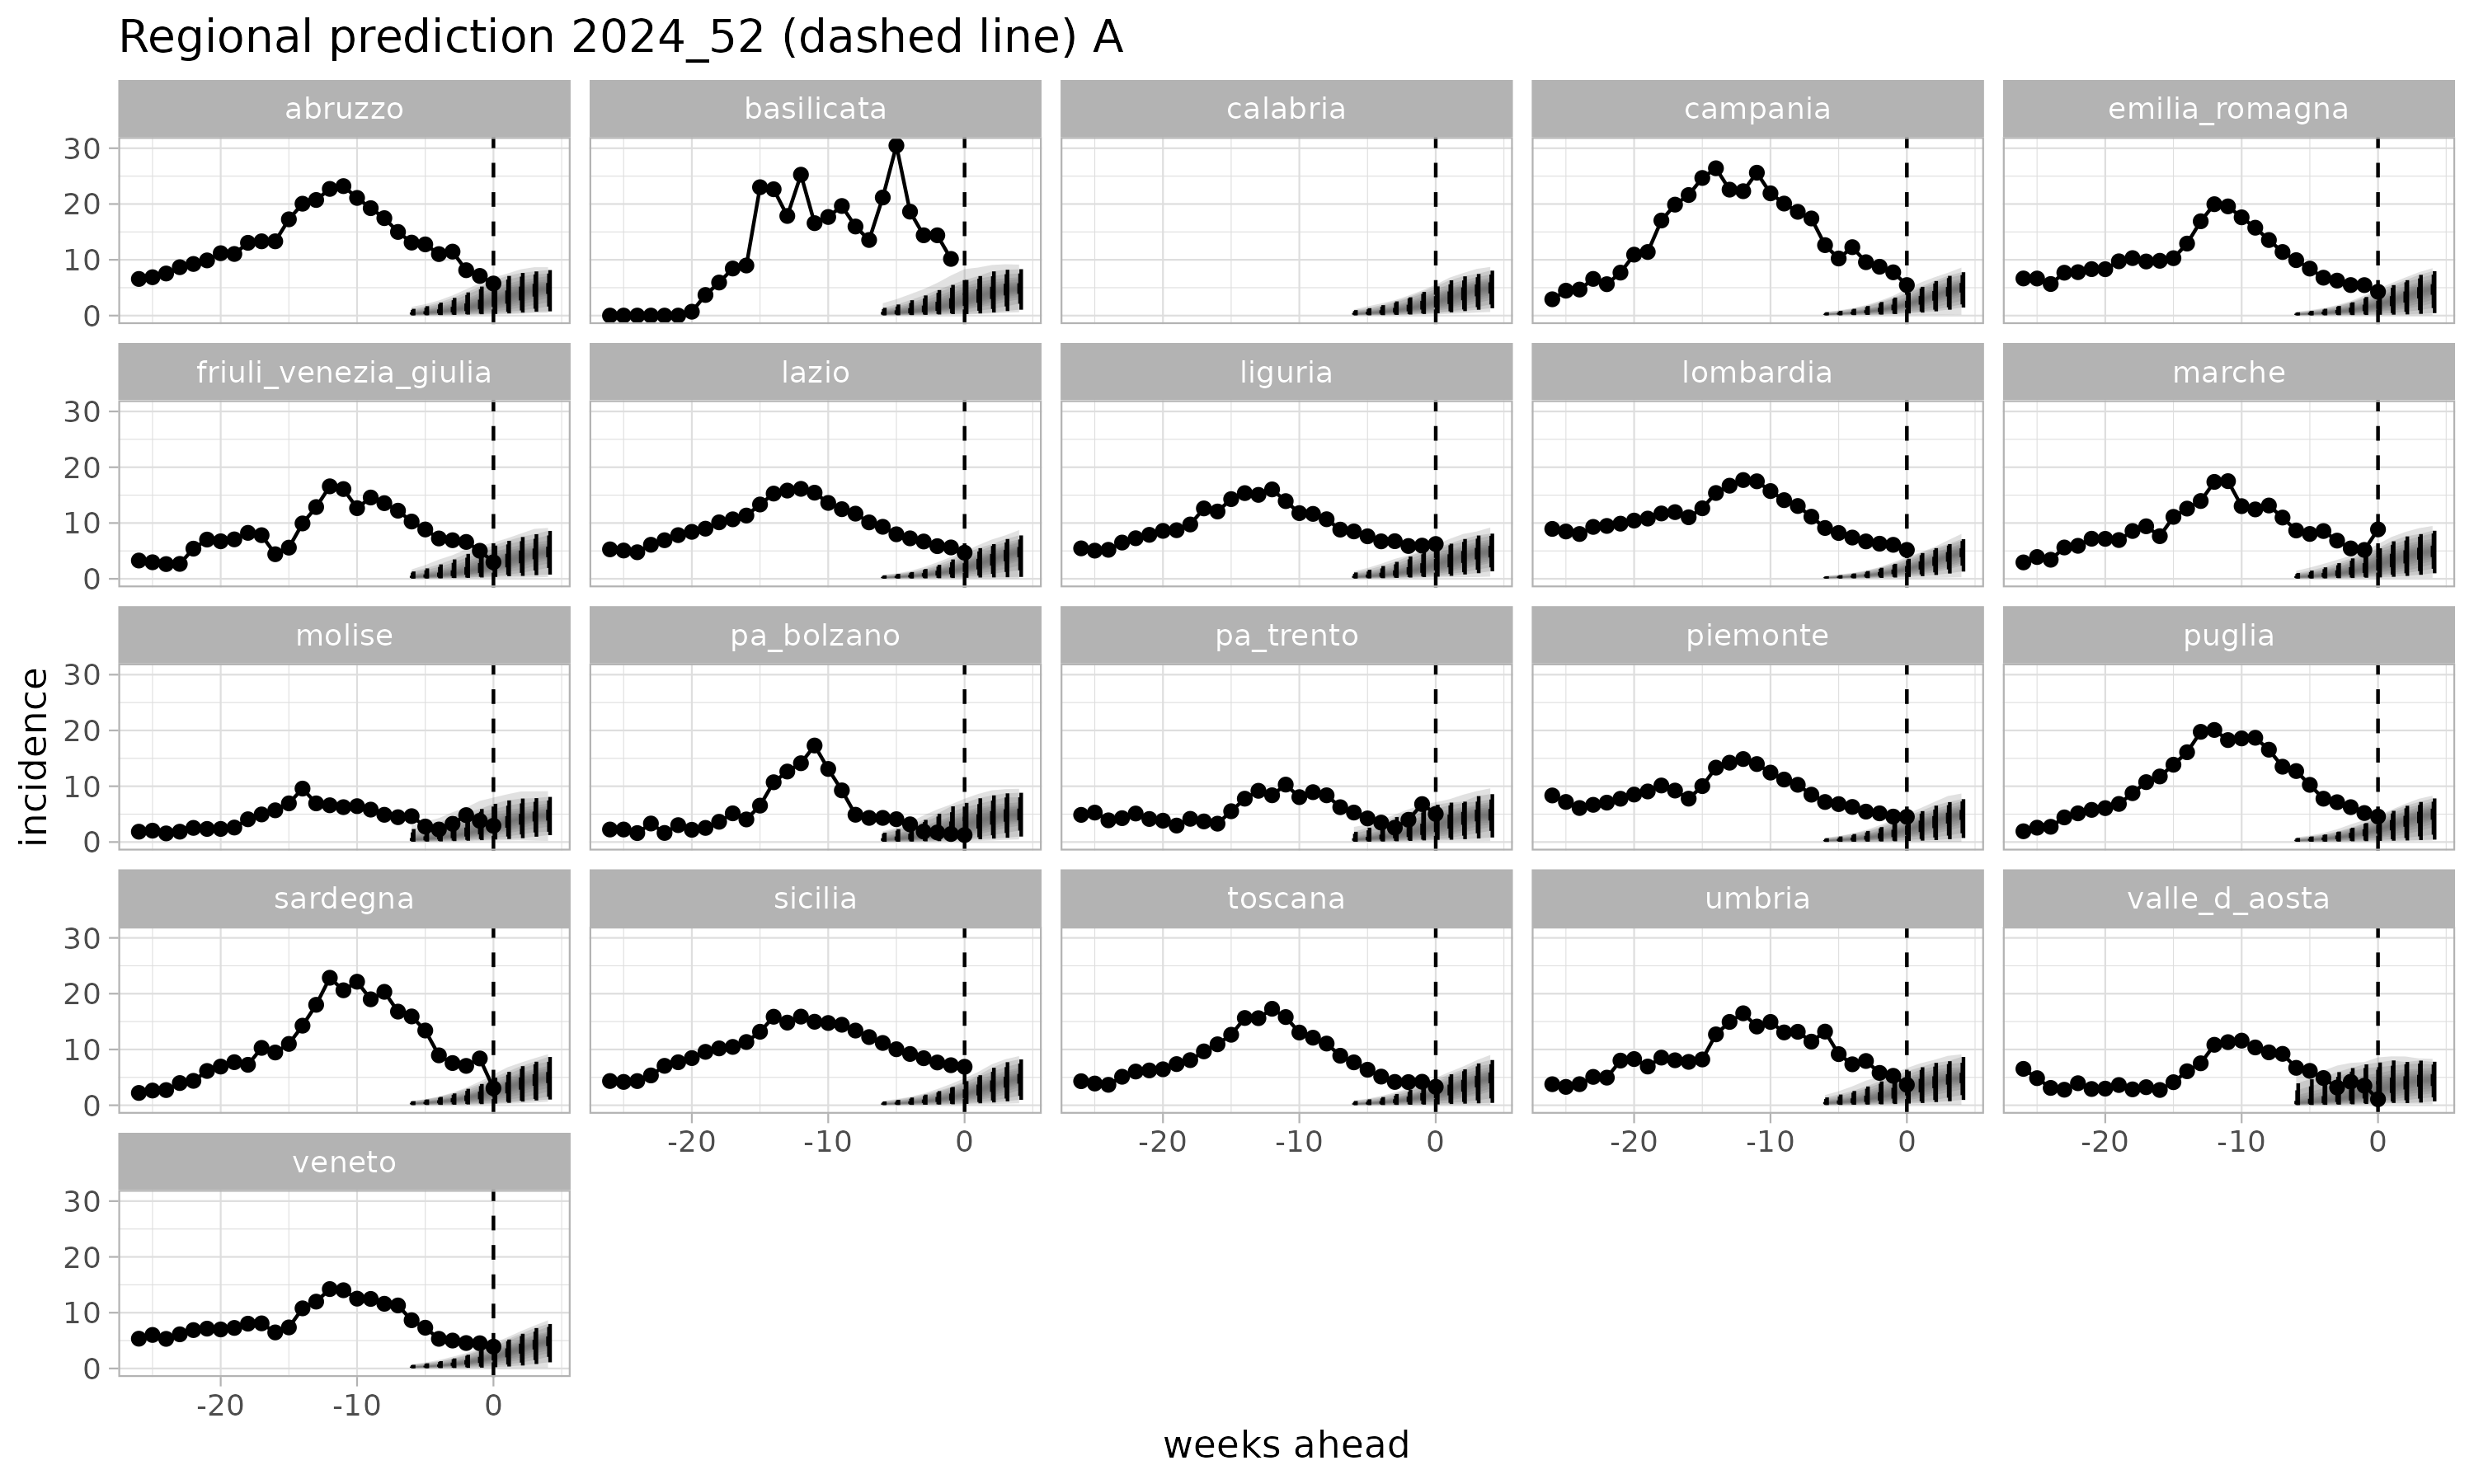 Regional prediction 2024_52 (dashed line) A
abruzzo
basilicata
calabria
campania
emilia_romagna
30
20
10
0
friuli_venezia_giulia
lazio
liguria
lombardia
marche
30
20
10
0
molise
pa_bolzano
pa_trento
piemonte
puglia
30
20
10
0
incidence
sardegna
sicilia
toscana
umbria
valle_d_aosta
30
20
10
0
-20 -10 0
-20 -10 0
-20 -10 0
-20 -10 0
veneto
30
20
10
0
-20 -10 0
weeks ahead